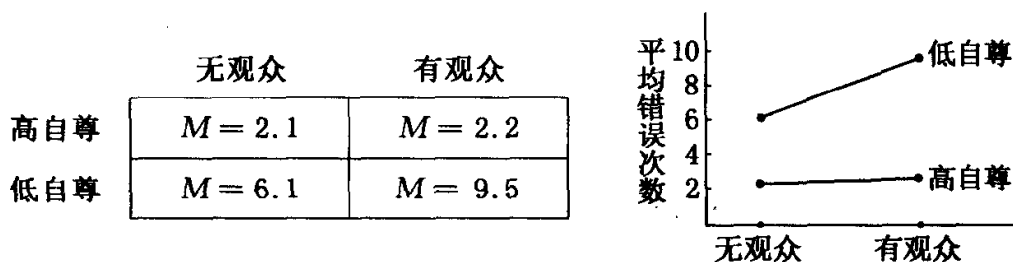 无观众 有观众
高自尊 M = 2.1 M = 2.2
低自尊 M = 6.1 M = 9.5
平均错误次数
10
8
6
4
2
低自尊
高自尊
无观众 有观众